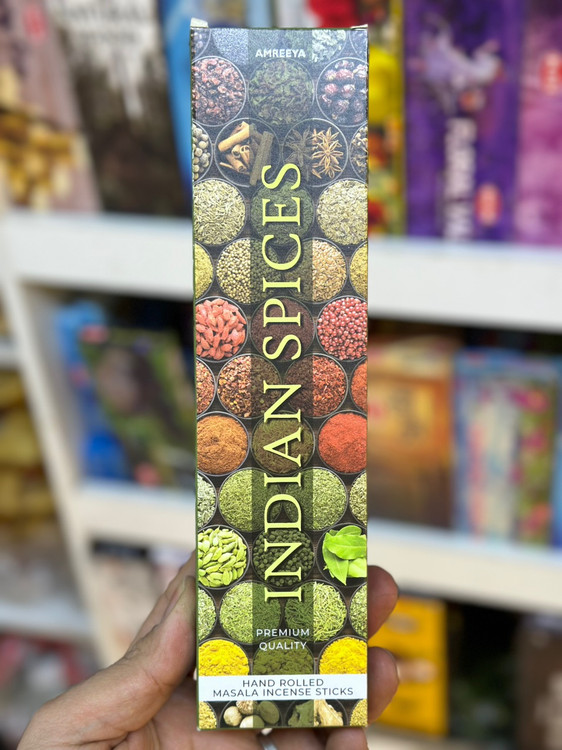 AMREEYA
INDIAN SPICES
PREMIUM
QUALITY
HAND ROLLED
MASALA INCENSE STICKS